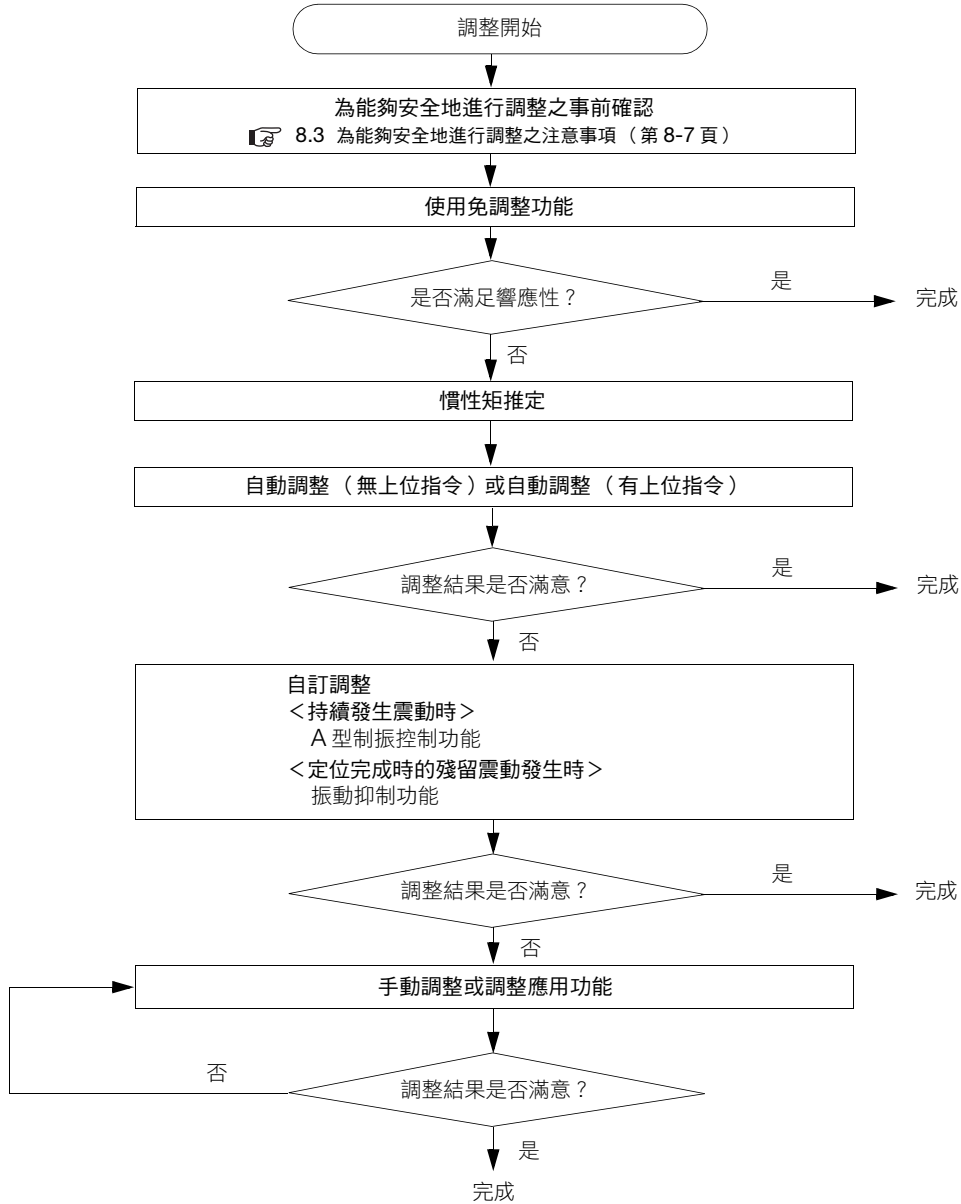 調整開始
為能夠安全地進行調整之事前確認
8.3 為能夠安全地進行調整之注意事項（第 8-7 頁）
使用免調整功能
是否滿足響應性？
是
完成
否
慣性矩推定
自動調整（無上位指令）或自動調整（有上位指令）
調整結果是否滿意？
是
完成
否
自訂調整
＜持續發生震動時＞
A 型制振控制功能
＜定位完成時的殘留震動發生時＞
振動抑制功能
調整結果是否滿意？
是
完成
否
手動調整或調整應用功能
否
調整結果是否滿意？
是
完成